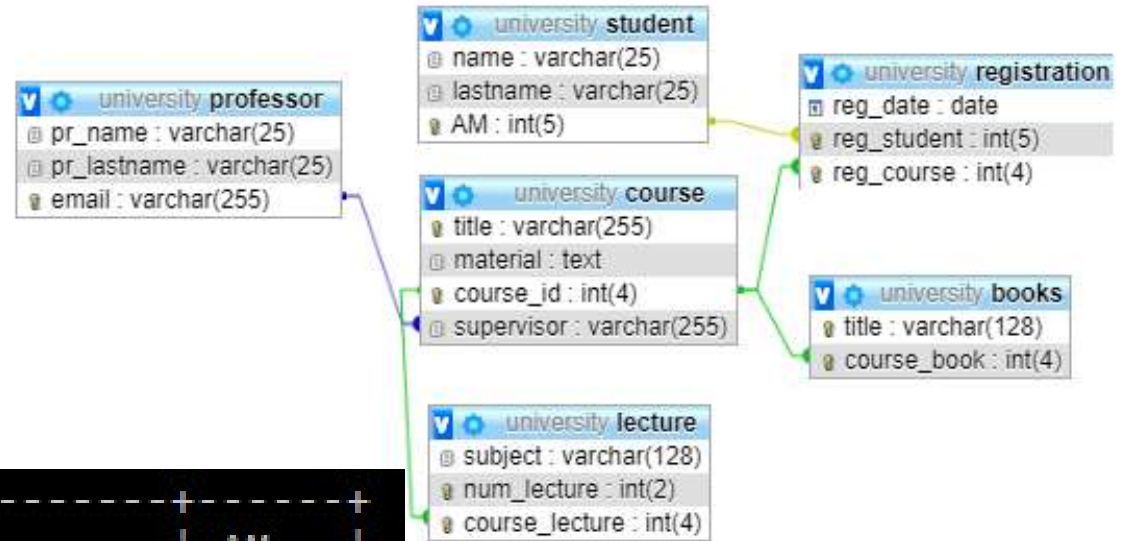 university student
name : varchar(25)
lastname : varchar(25)
AM : int(5)
university registration
reg_date : date
reg_student : int(5)
reg_course : int(4)
university professor
pr_name : varchar(25)
pr_lastname : varchar(25)
email : varchar(255)
university course
title : varchar(255)
material : text
course_id : int(4)
supervisor : varchar(255)
university books
title : varchar(128)
course_book : int(4)
university lecture
subject : varchar(128)
num_lecture : int(2)
course_lecture : int(4)